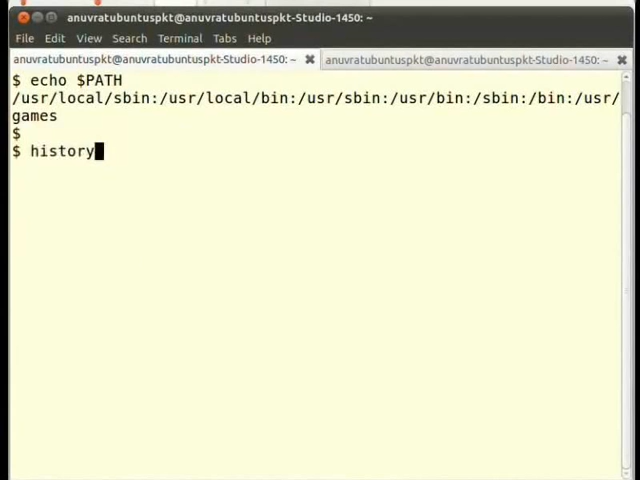 anuvratubuntuspkt@anuvratubuntuspkt-Studio-1450: ~
File Edit View Search Terminal Tabs Help
anuvratubuntuspkt@anuvratubuntuspkt-Studio-1450: ~ anuvratubuntuspkt@anuvratubuntuspkt-Studio-1450: ~
$ echo $PATH
/usr/local/sbin:/usr/local/bin:/usr/sbin:/usr/bin:/sbin:/bin:/usr/
games
$
$ history